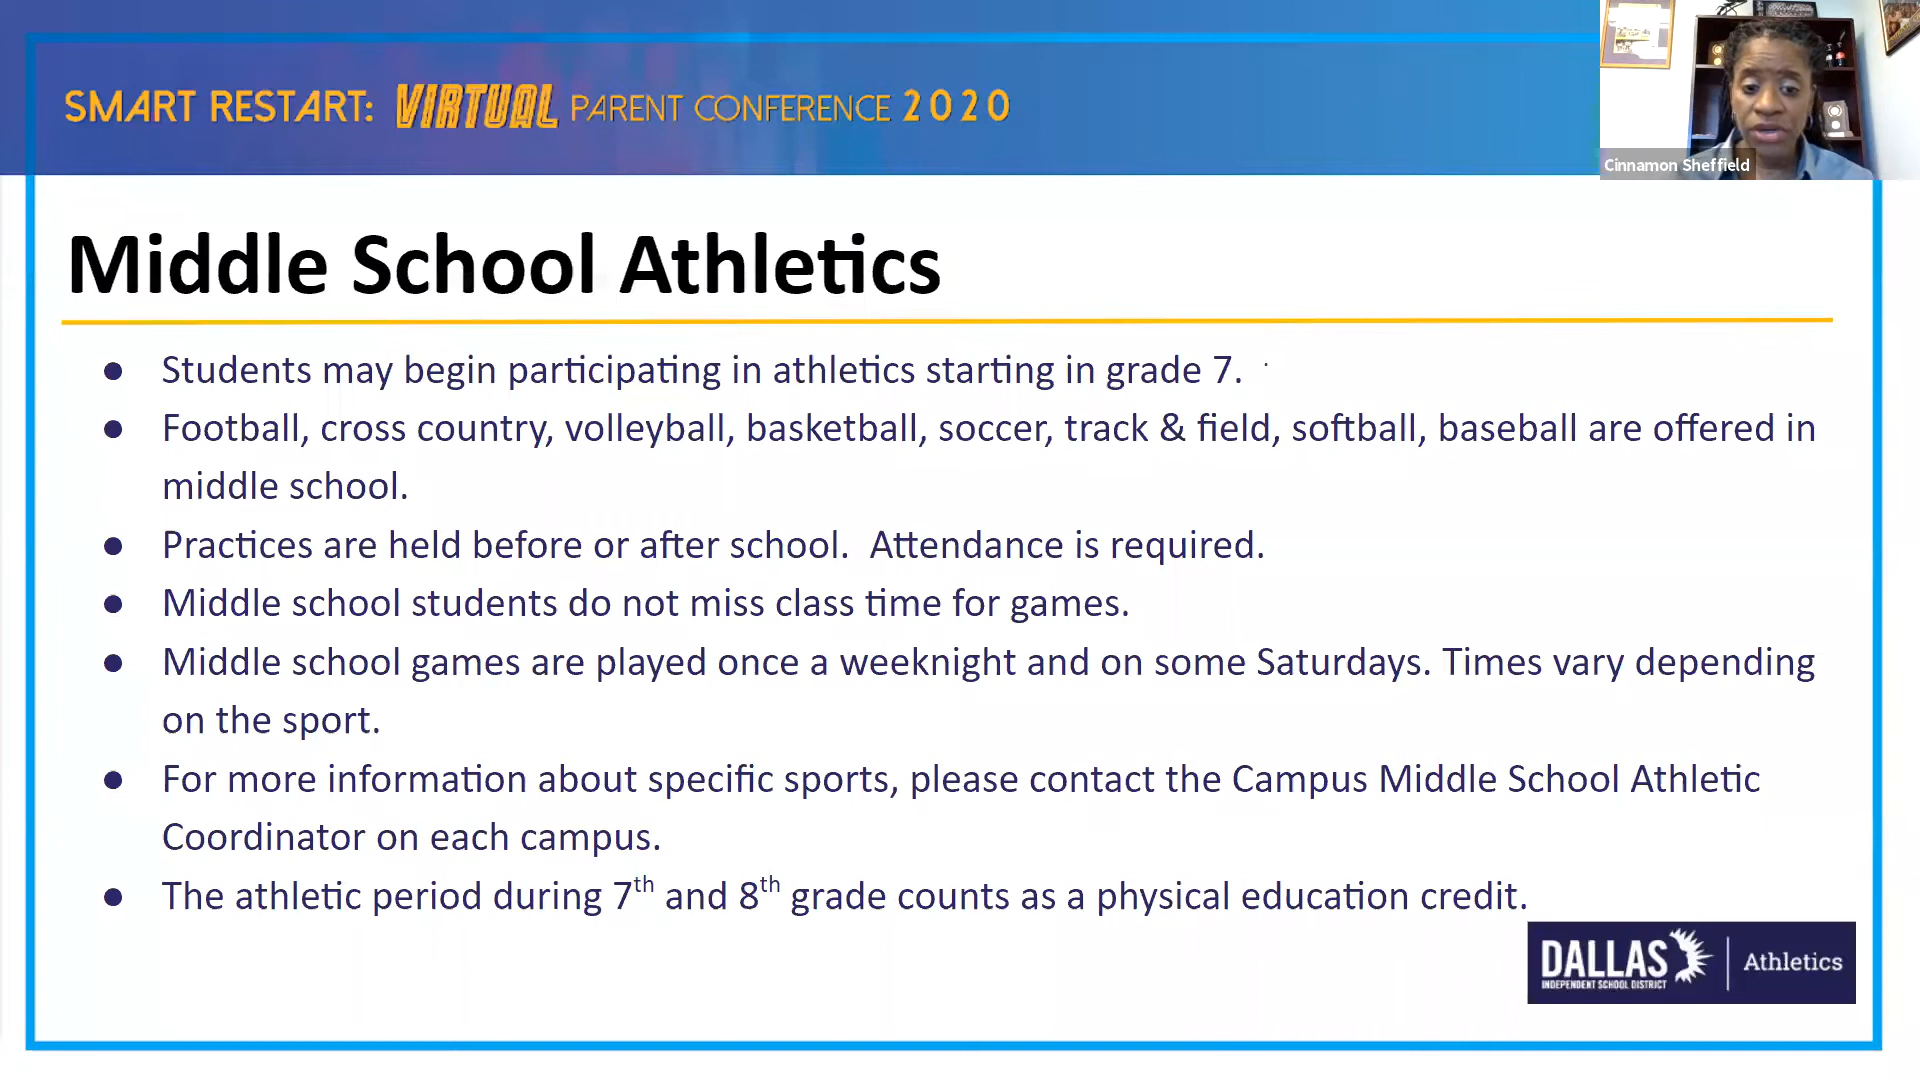 SMART RESTART: VIRTUAL PARENT CONFERENCE 2020
Cinnamon Sheffield
Middle School Athletics
● Students may begin participating in athletics starting in grade 7.
● Football, cross country, volleyball, basketball, soccer, track & field, softball, baseball are offered in
middle school.
● Practices are held before or after school.  Attendance is required.
● Middle school students do not miss class time for games.
● Middle school games are played once a weeknight and on some Saturdays. Times vary depending
on the sport.
● For more information about specific sports, please contact the Campus Middle School Athletic
Coordinator on each campus.
● The athletic period during 7th and 8th grade counts as a physical education credit.
DALLAS | Athletics
INDEPENDENT SCHOOL DISTRICT